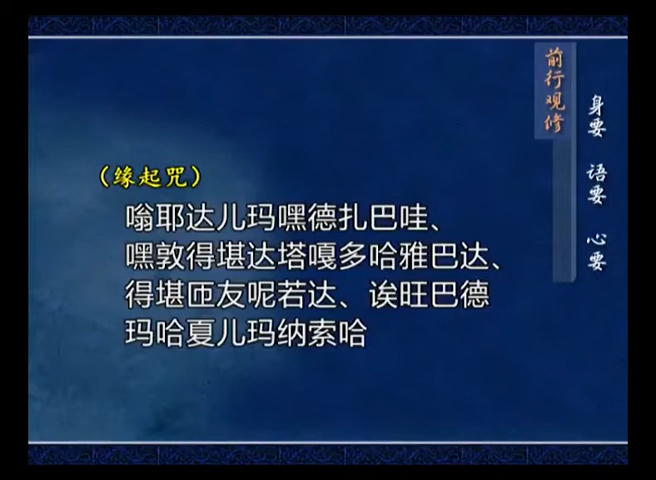 前行观修
身要 语要 心要
（缘起咒）
嗡耶达儿玛嘿德扎巴哇、
嘿敦得堪达塔嘎多哈雅巴达、
得堪匝友呢若达、诶旺巴德
玛哈夏儿玛纳索哈